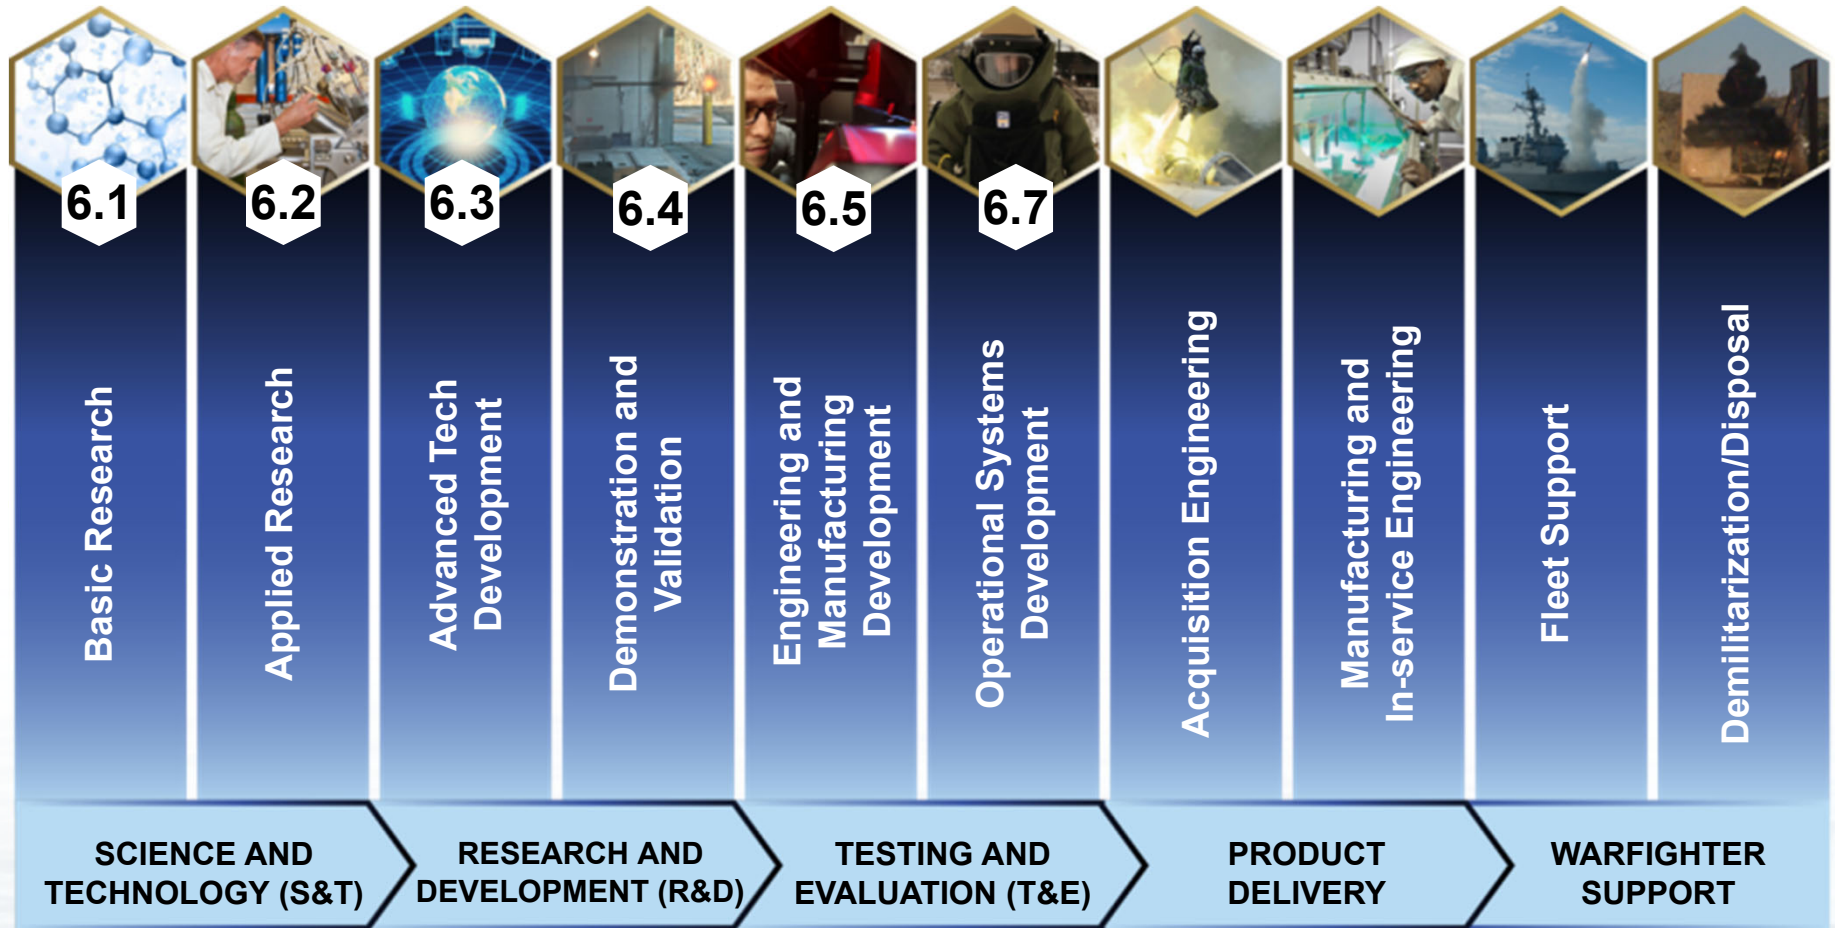 6.1
Basic Research
6.2
Applied Research
6.3
Advanced Tech
Development
6.4
Demonstration and
Validation
6.5
Engineering and
Manufacturing
Development
6.7
Operational Systems
Development
Acquisition Engineering
Manufacturing and
In-service Engineering
Fleet Support
Demilitarization/Disposal
SCIENCE AND
TECHNOLOGY (S&T)
RESEARCH AND
DEVELOPMENT (R&D)
TESTING AND
EVALUATION (T&E)
PRODUCT
DELIVERY
WARFIGHTER
SUPPORT